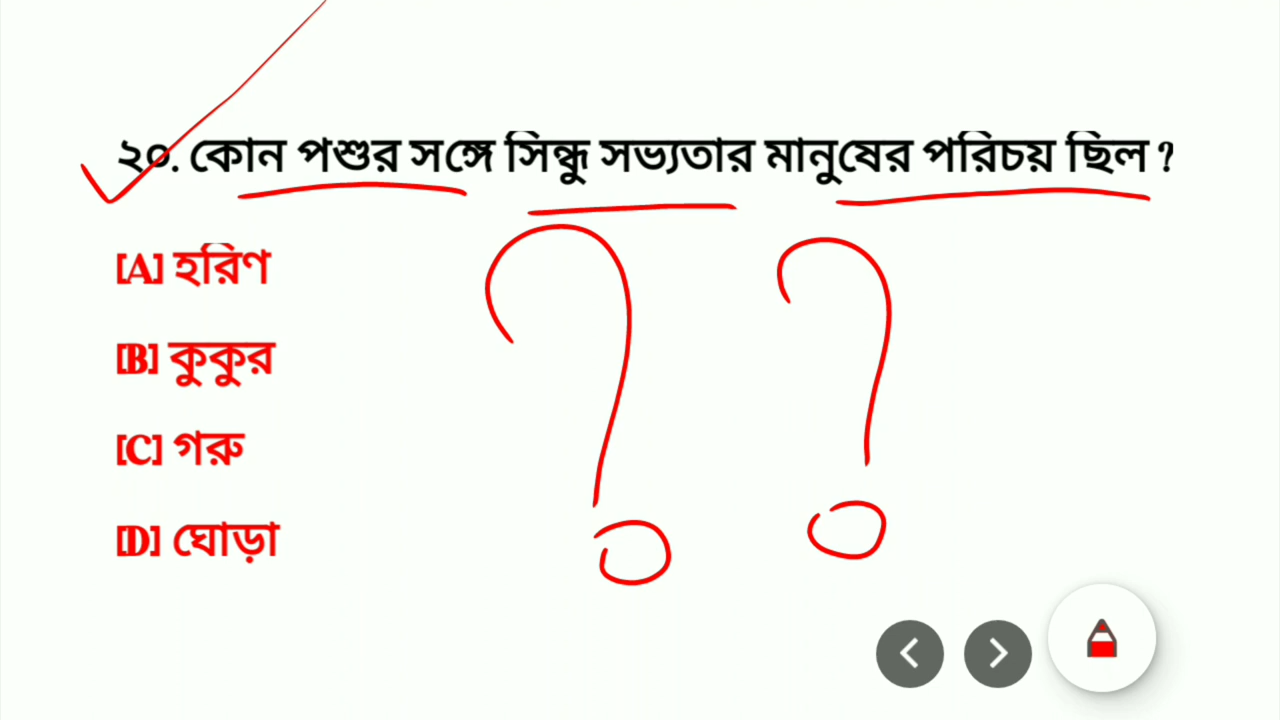 ২০. কোন পশুর সঙ্গে সিন্ধু সভ্যতার মানুষের পরিচয় ছিল ?
[A] হরিণ
[B] কুকুর
[C] গরু
[D] ঘোড়া
? ?